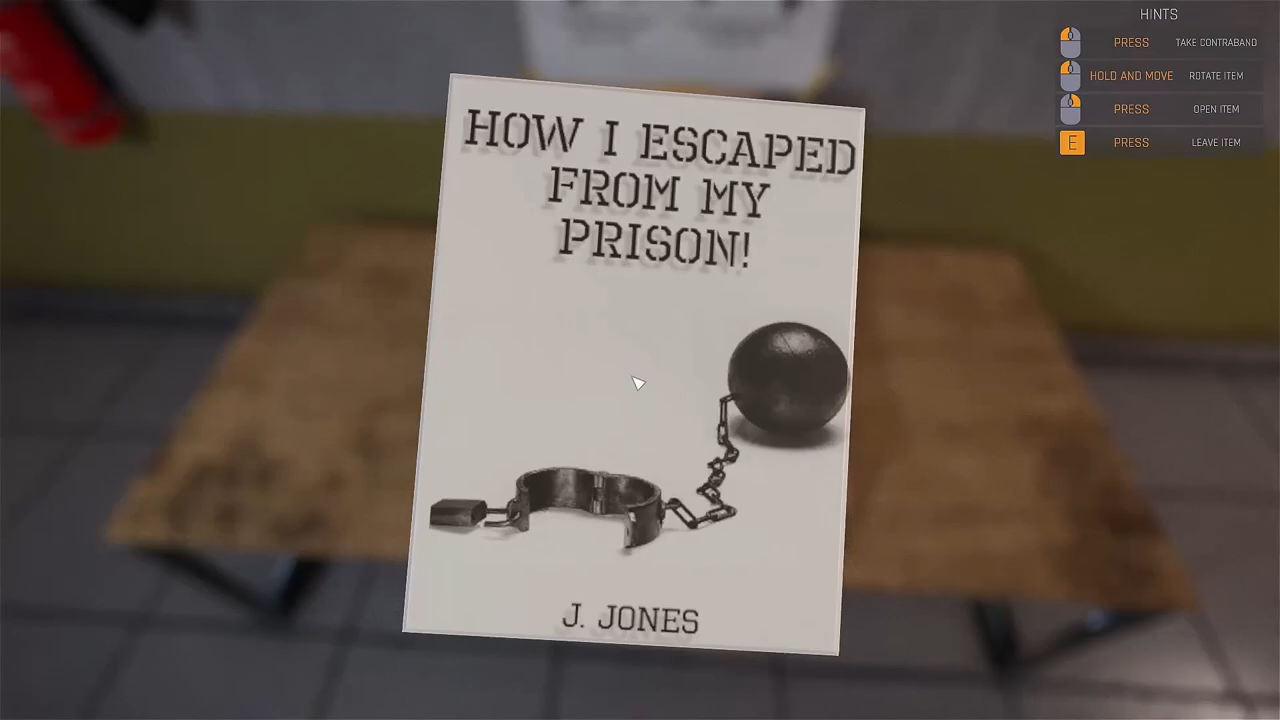 HINTS
PRESS TAKE CONTRABAND
HOLD AND MOVE ROTATE ITEM
PRESS OPEN ITEM
E PRESS LEAVE ITEM
HOW I ESCAPED
FROM MY
PRISON!
J. JONES